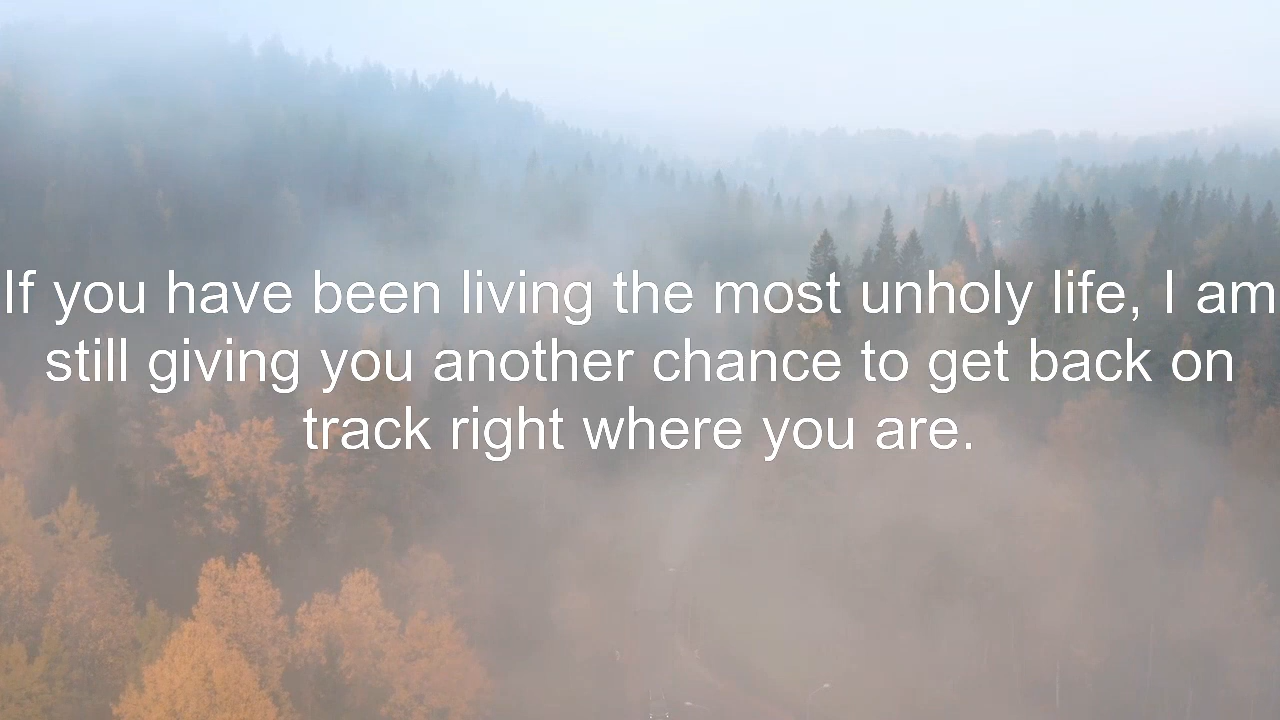 If you have been living the most unholy life, I am
still giving you another chance to get back on
track right where you are.